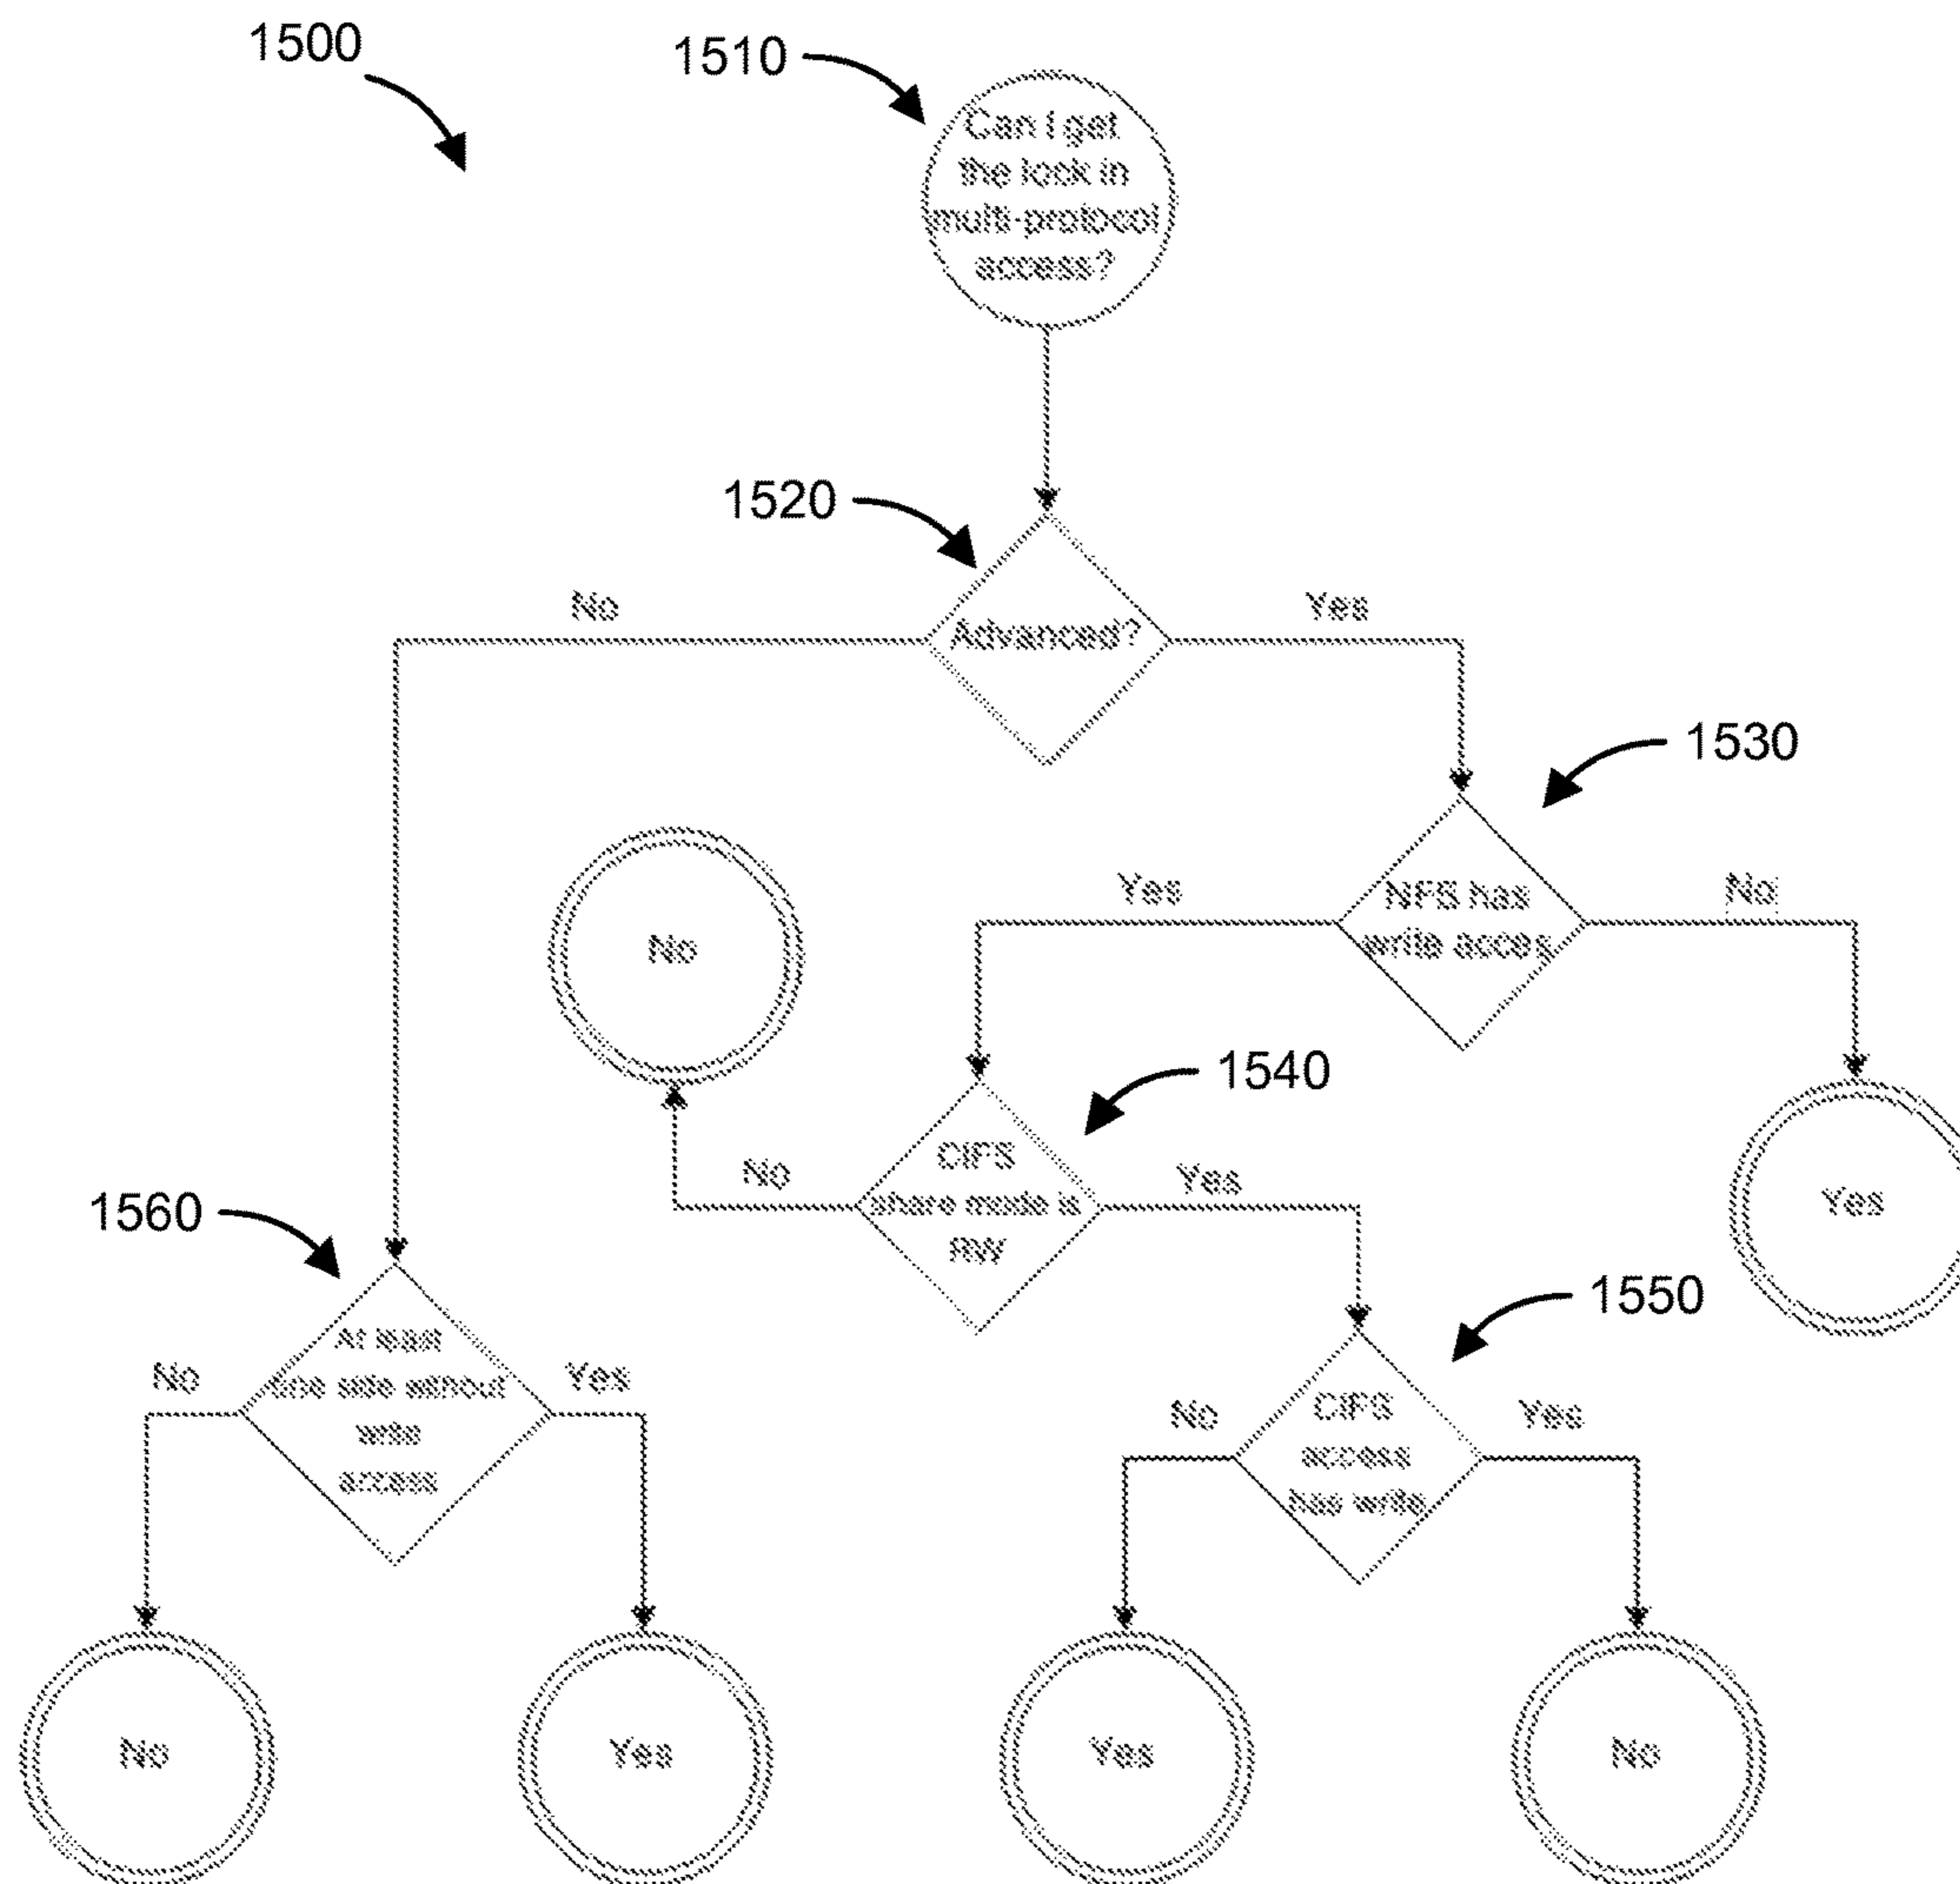 1500
1510
Can I get
the lock in
multi-protocol
access?
1520
No
Advanced?
Yes
1530
Yes
NFS has
write acces
No
No
1540
No
CIFS
share mode is
RW
Yes
Yes
1560
1550
No
At least
one side without
write
access
Yes
No
CIFS
access
has write
Yes
No
Yes
Yes
No